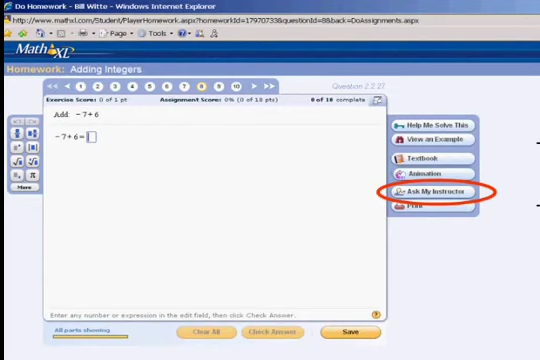 Do Homework - Bill Witte - Windows Internet Explorer
http://www.mathxl.com/Student/PlayerHomework.aspx?homeworkId=17970733&questionId=8&back=DoAssignments.aspx
Page Tools
Math XL
Homework: Adding Integers
1 2 3 4 5 6 7 8 9 10 Question 2.2.27
Exercise Score: 0 of 1 pt Assignment Score: 0% (0 of 18 pts) 0 of 18 complete
Add: −7+6
−7+6=
More
Help Me Solve This
View an Example
Textbook
Animation
Ask My Instructor
Print
Enter any number or expression in the edit field, then click Check Answer.
All parts showing Clear All Check Answer Save